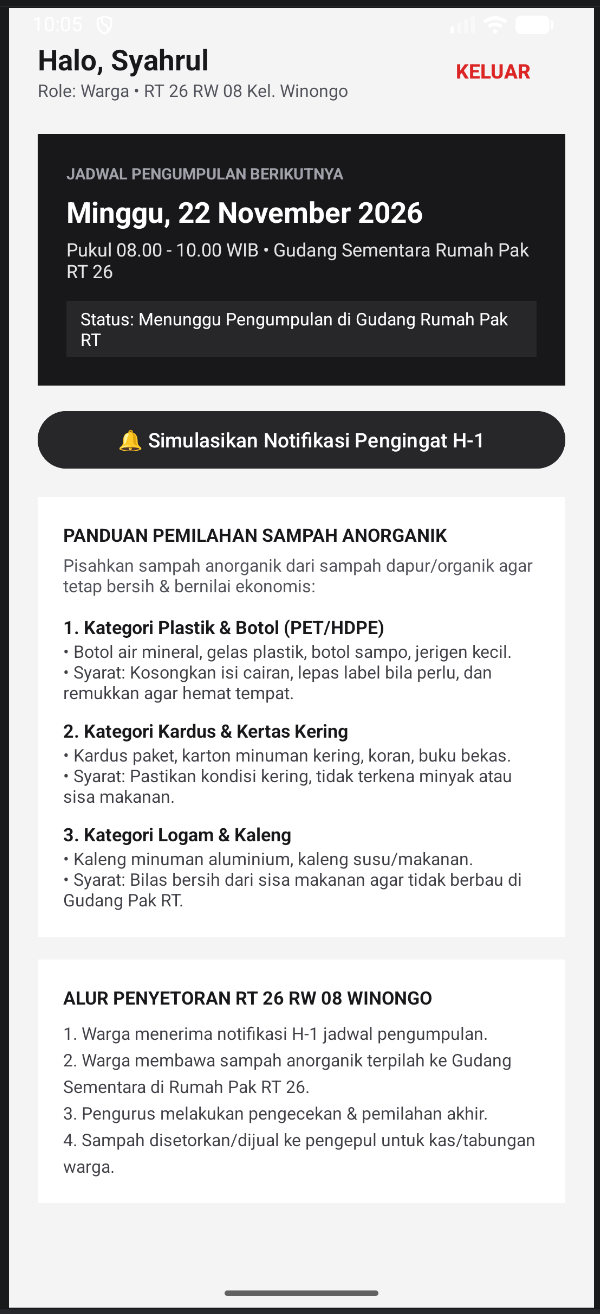 10:05
Halo, Syahrul
KELUAR
Role: Warga • RT 26 RW 08 Kel. Winongo
JADWAL PENGUMPULAN BERIKUTNYA
Minggu, 22 November 2026
Pukul 08.00 - 10.00 WIB • Gudang Sementara Rumah Pak
RT 26
Status: Menunggu Pengumpulan di Gudang Rumah Pak
RT
🔔 Simulasikan Notifikasi Pengingat H-1
PANDUAN PEMILAHAN SAMPAH ANORGANIK
Pisahkan sampah anorganik dari sampah dapur/organik agar
tetap bersih & bernilai ekonomis:
1. Kategori Plastik & Botol (PET/HDPE)
• Botol air mineral, gelas plastik, botol sampo, jerigen kecil.
• Syarat: Kosongkan isi cairan, lepas label bila perlu, dan
remukkan agar hemat tempat.
2. Kategori Kardus & Kertas Kering
• Kardus paket, karton minuman kering, koran, buku bekas.
• Syarat: Pastikan kondisi kering, tidak terkena minyak atau
sisa makanan.
3. Kategori Logam & Kaleng
• Kaleng minuman aluminium, kaleng susu/makanan.
• Syarat: Bilas bersih dari sisa makanan agar tidak berbau di
Gudang Pak RT.
ALUR PENYETORAN RT 26 RW 08 WINONGO
1. Warga menerima notifikasi H-1 jadwal pengumpulan.
2. Warga membawa sampah anorganik terpilah ke Gudang
Sementara di Rumah Pak RT 26.
3. Pengurus melakukan pengecekan & pemilahan akhir.
4. Sampah disetorkan/dijual ke pengepul untuk kas/tabungan
warga.